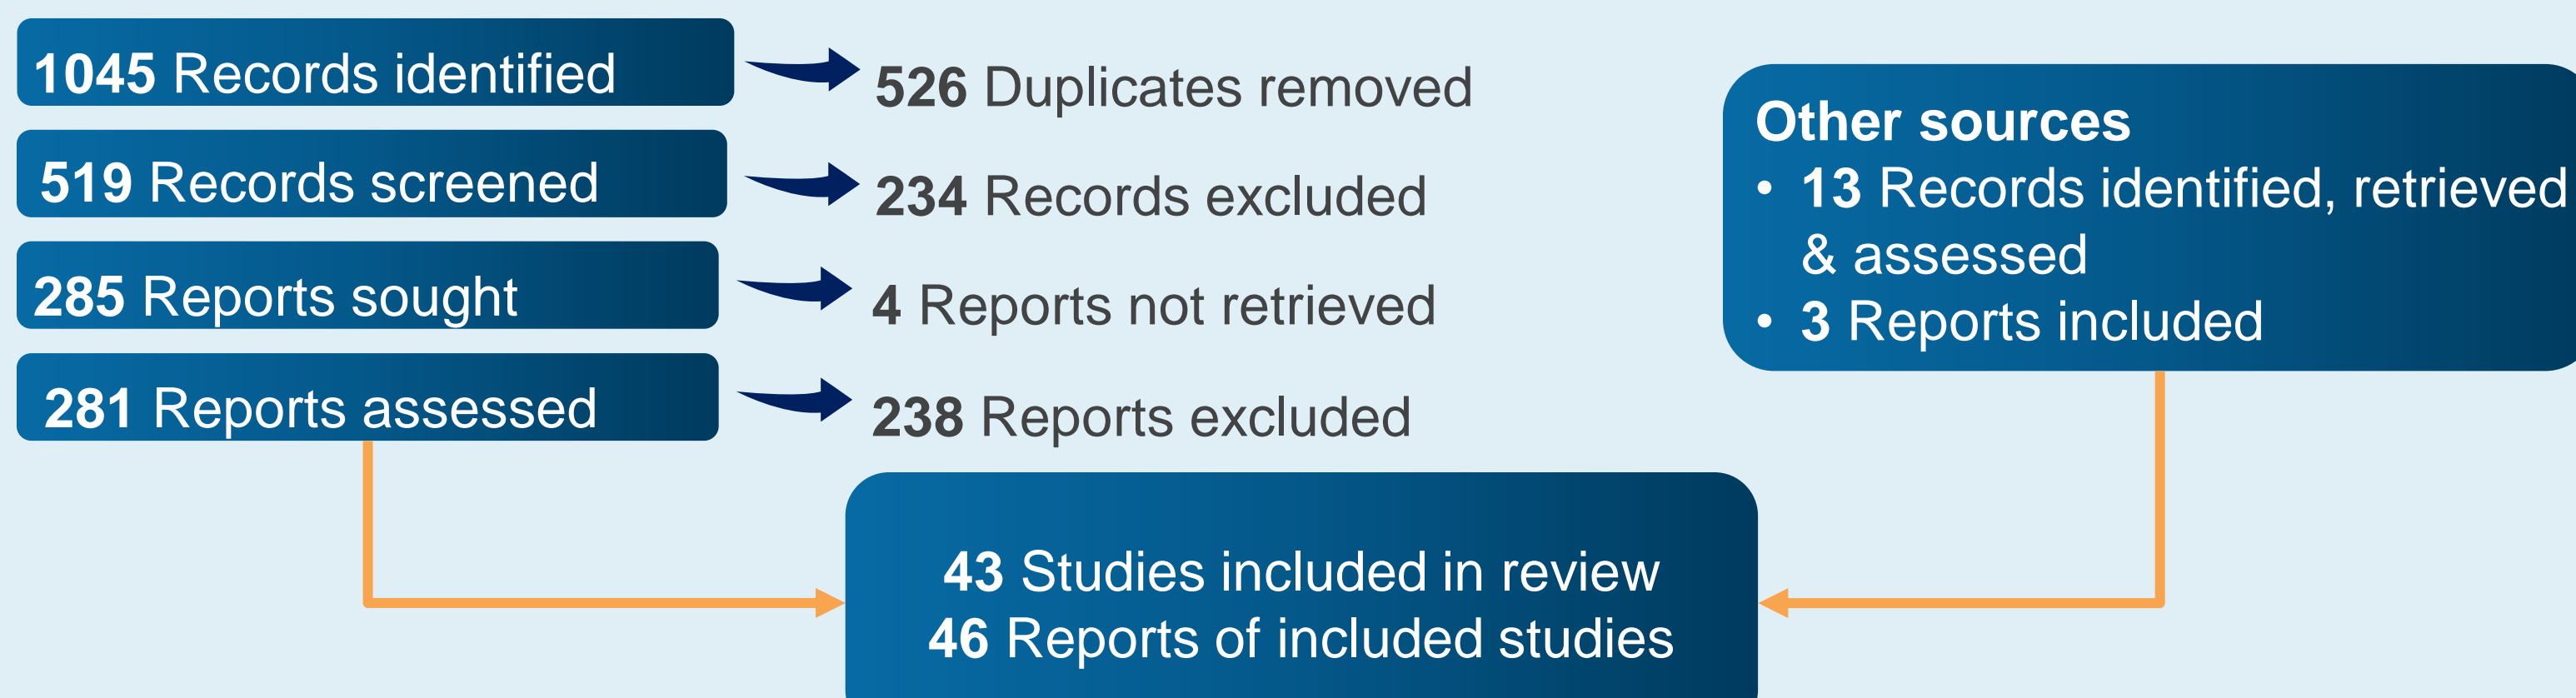 1045 Records identified
526 Duplicates removed
519 Records screened
234 Records excluded
285 Reports sought
4 Reports not retrieved
281 Reports assessed
238 Reports excluded
Other sources
• 13 Records identified, retrieved
& assessed
• 3 Reports included
43 Studies included in review
46 Reports of included studies